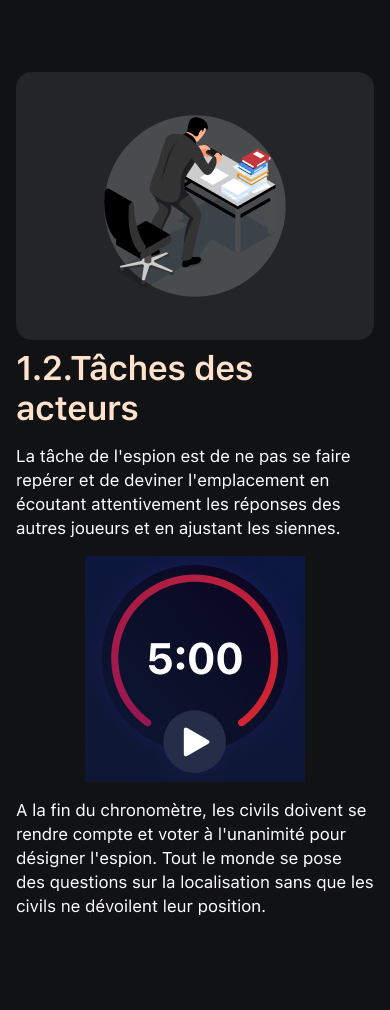 1.2.Tâches des
acteurs
La tâche de l'espion est de ne pas se faire
repérer et de deviner l'emplacement en
écoutant attentivement les réponses des
autres joueurs et en ajustant les siennes.
5:00
A la fin du chronomètre, les civils doivent se
rendre compte et voter à l'unanimité pour
désigner l'espion. Tout le monde se pose
des questions sur la localisation sans que les
civils ne dévoilent leur position.